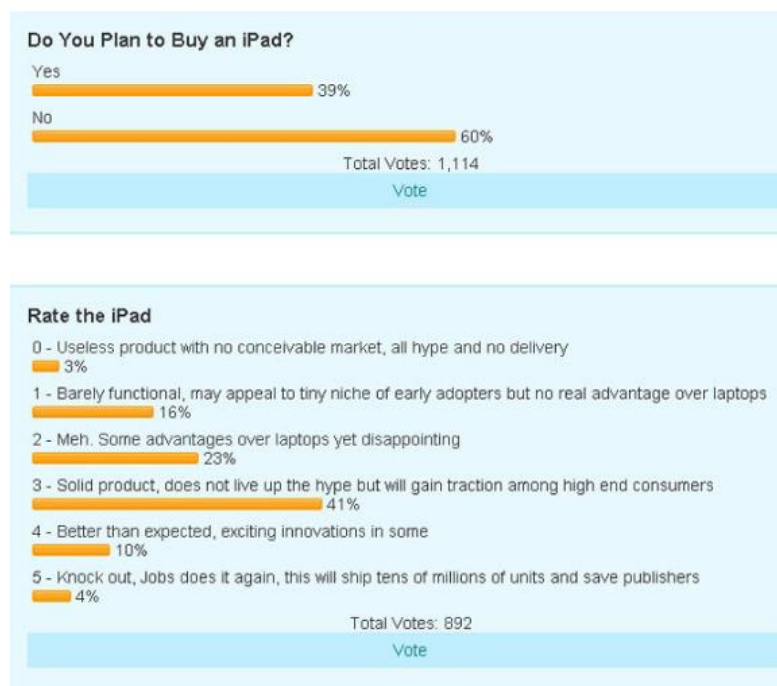 Do You Plan to Buy an iPad?
Yes
39%
No
60%
Total Votes: 1,114
Vote
Rate the iPad
0 - Useless product with no conceivable market, all hype and no delivery
3%
1 - Barely functional, may appeal to tiny niche of early adopters but no real advantage over laptops
16%
2 - Meh. Some advantages over laptops yet disappointing
23%
3 - Solid product, does not live up the hype but will gain traction among high end consumers
41%
4 - Better than expected, exciting innovations in some
10%
5 - Knock out, Jobs does it again, this will ship tens of millions of units and save publishers
4%
Total Votes: 892
Vote